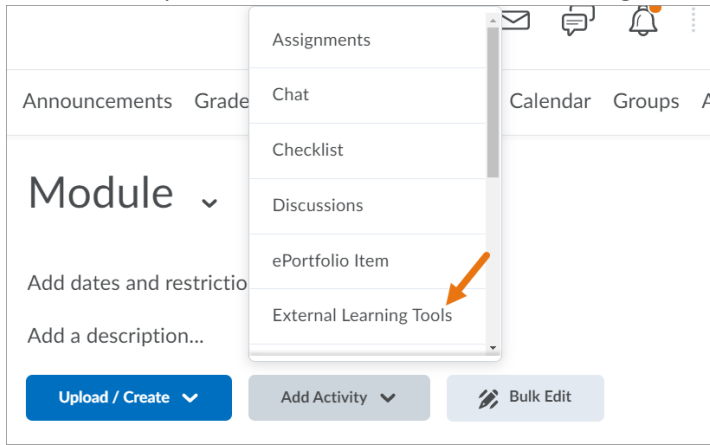 Assignments
Announcements Grade Chat Calendar Groups
Checklist
Module
Discussions
ePortfolio Item
Add dates and restrictio
External Learning Tools
Add a description...
Upload / Create Add Activity Bulk Edit